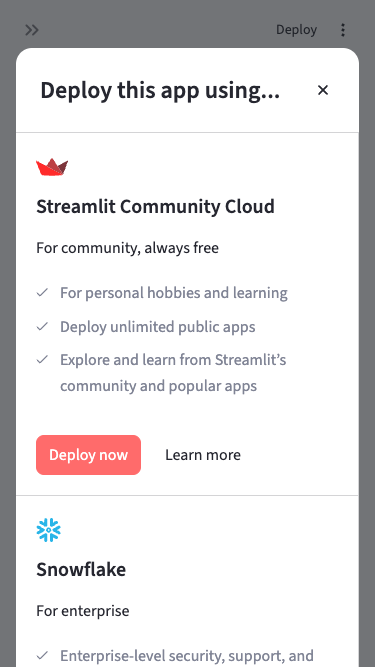 Deploy
Deploy this app using...
Streamlit Community Cloud
For community, always free
For personal hobbies and learning
Deploy unlimited public apps
Explore and learn from Streamlit’s
community and popular apps
Deploy now Learn more
Snowflake
For enterprise
Enterprise-level security, support, and